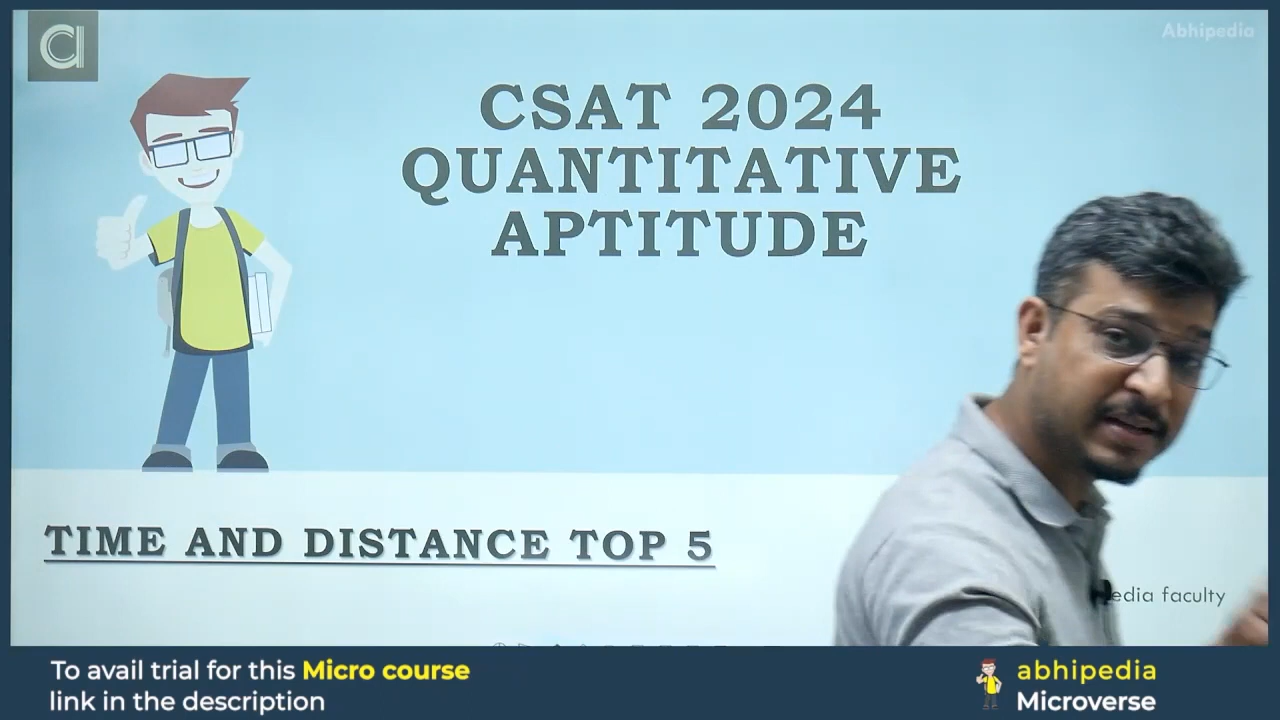 Abhipedia
CSAT 2024
QUANTITATIVE
APTITUDE
TIME AND DISTANCE TOP 5
edia faculty
To avail trial for this Micro course
link in the description
abhipedia
Microverse